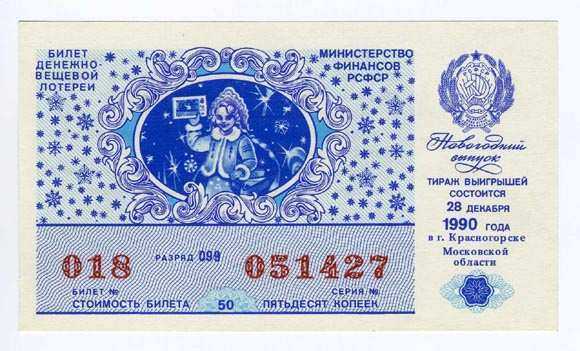 БИЛЕТ
ДЕНЕЖНО-
ВЕЩЕВОЙ
ЛОТЕРЕИ
МИНИСТЕРСТВО
ФИНАНСОВ
РСФСР
Новогодний
выпуск
ТИРАЖ ВЫИГРЫШЕЙ
СОСТОИТСЯ
28 ДЕКАБРЯ
1990 ГОДА
в г. Красногорске
Московской
области
018 РАЗРЯД 099 051427
БИЛЕТ № СЕРИЯ №
СТОИМОСТЬ БИЛЕТА 50 ПЯТЬДЕСЯТ КОПЕЕК